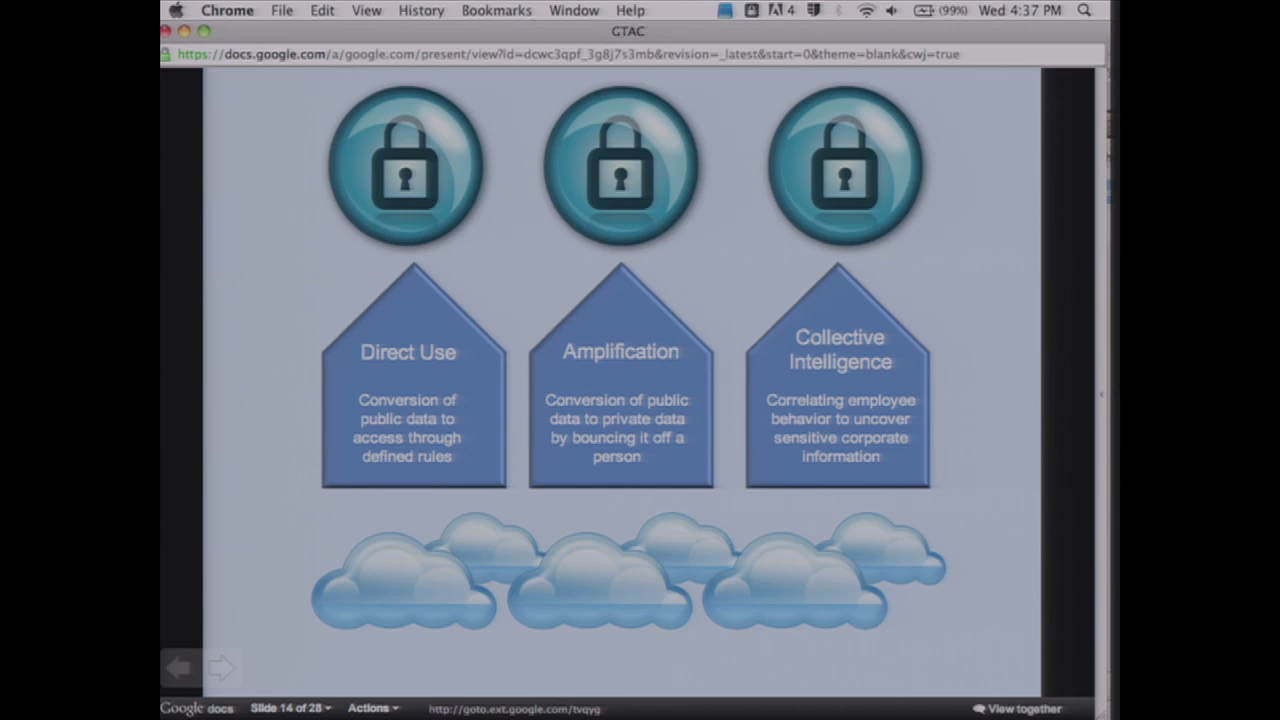 Chrome File Edit View History Bookmarks Window Help 4 (99%) Wed 4:37 PM
GTAC
https://docs.google.com/a/google.com/present/view?id=dcwc3qpf_3g8j7s3mb&revision=_latest&start=0&theme=blank&cwj=true
Direct Use
Conversion of
public data to
access through
defined rules
Amplification
Conversion of public
data to private data
by bouncing it off a
person
Collective
Intelligence
Correlating employee
behavior to uncover
sensitive corporate
information
Google docs Slide 14 of 28 Actions http://goto.ext.google.com/tvqyg View together